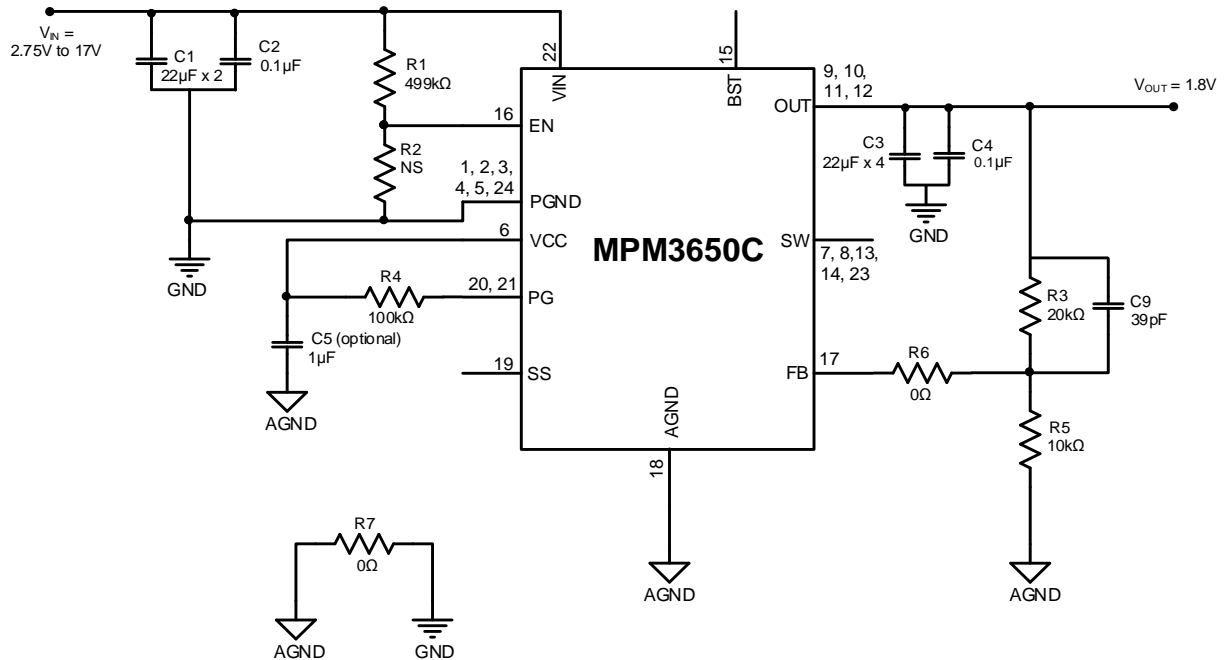 VIN =
2.75V to 17V
C1
22µF x 2
C2
0.1µF
R1
499kΩ
22
VIN
15
BST
9, 10,
11, 12
OUT
VOUT = 1.8V
16
EN
R2
NS
C3
22µF x 4
C4
0.1µF
GND
1, 2, 3,
4, 5, 24
PGND
6
VCC
MPM3650C
SW
7, 8,13,
14, 23
GND
R4
100kΩ
20, 21
PG
R3
20kΩ
C9
39pF
C5 (optional)
1µF
19
SS
17
FB
R6
0Ω
AGND
AGND
18
R5
10kΩ
R7
0Ω
AGND
AGND
AGND
GND